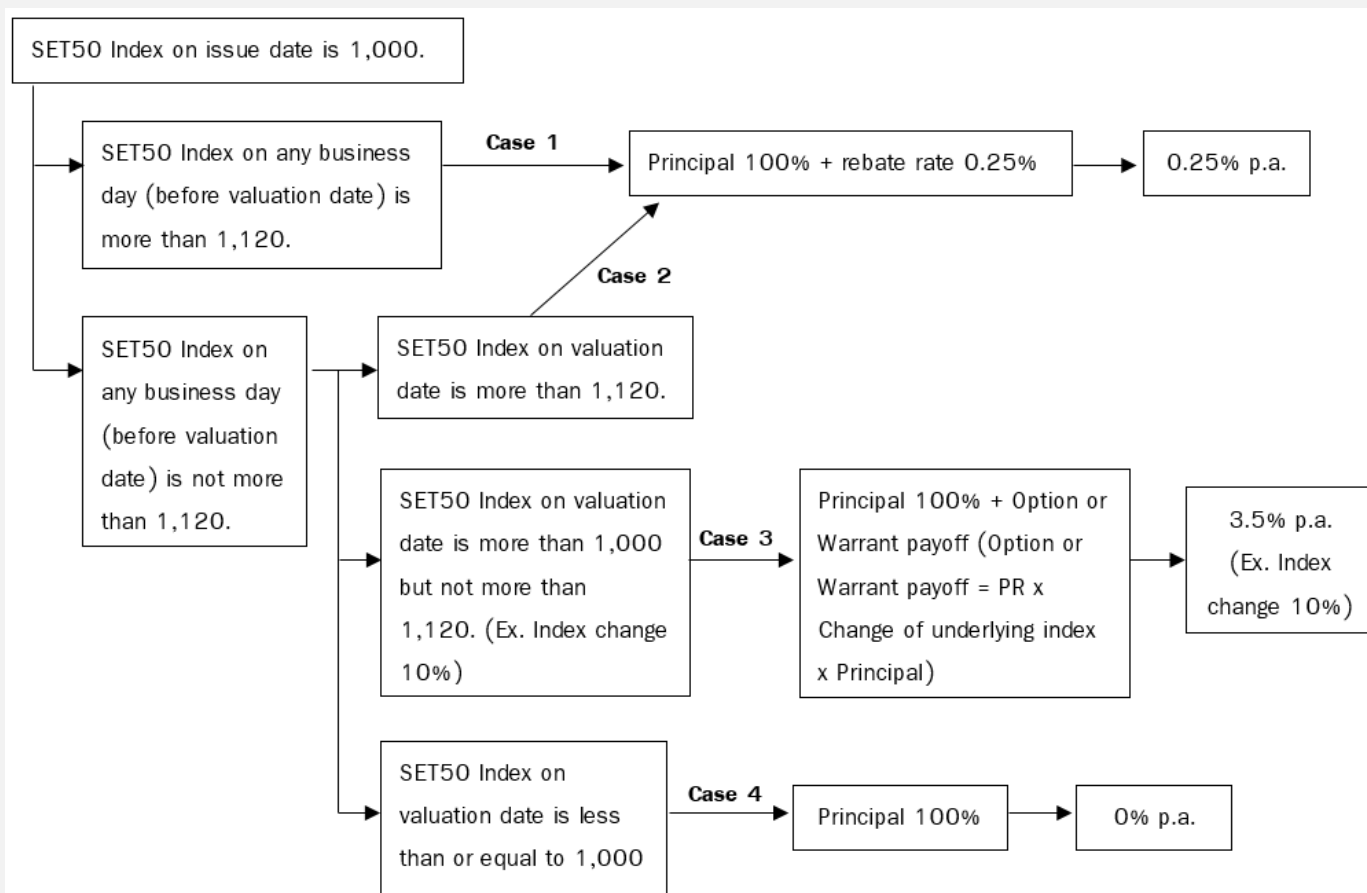 SET50 Index on issue date is 1,000.
SET50 Index on any business
day (before valuation date) is
more than 1,120.
Case 1
Principal 100% + rebate rate 0.25%
0.25% p.a.
Case 2
SET50 Index on
any business day
(before valuation
date) is not more
than 1,120.
SET50 Index on valuation
date is more than 1,120.
SET50 Index on valuation
date is more than 1,000
but not more than
1,120. (Ex. Index change
10%)
Case 3
Principal 100% + Option or
Warrant payoff (Option or
Warrant payoff = PR x
Change of underlying index
x Principal)
3.5% p.a.
(Ex. Index
change 10%)
SET50 Index on
valuation date is less
than or equal to 1,000
Case 4
Principal 100%
0% p.a.